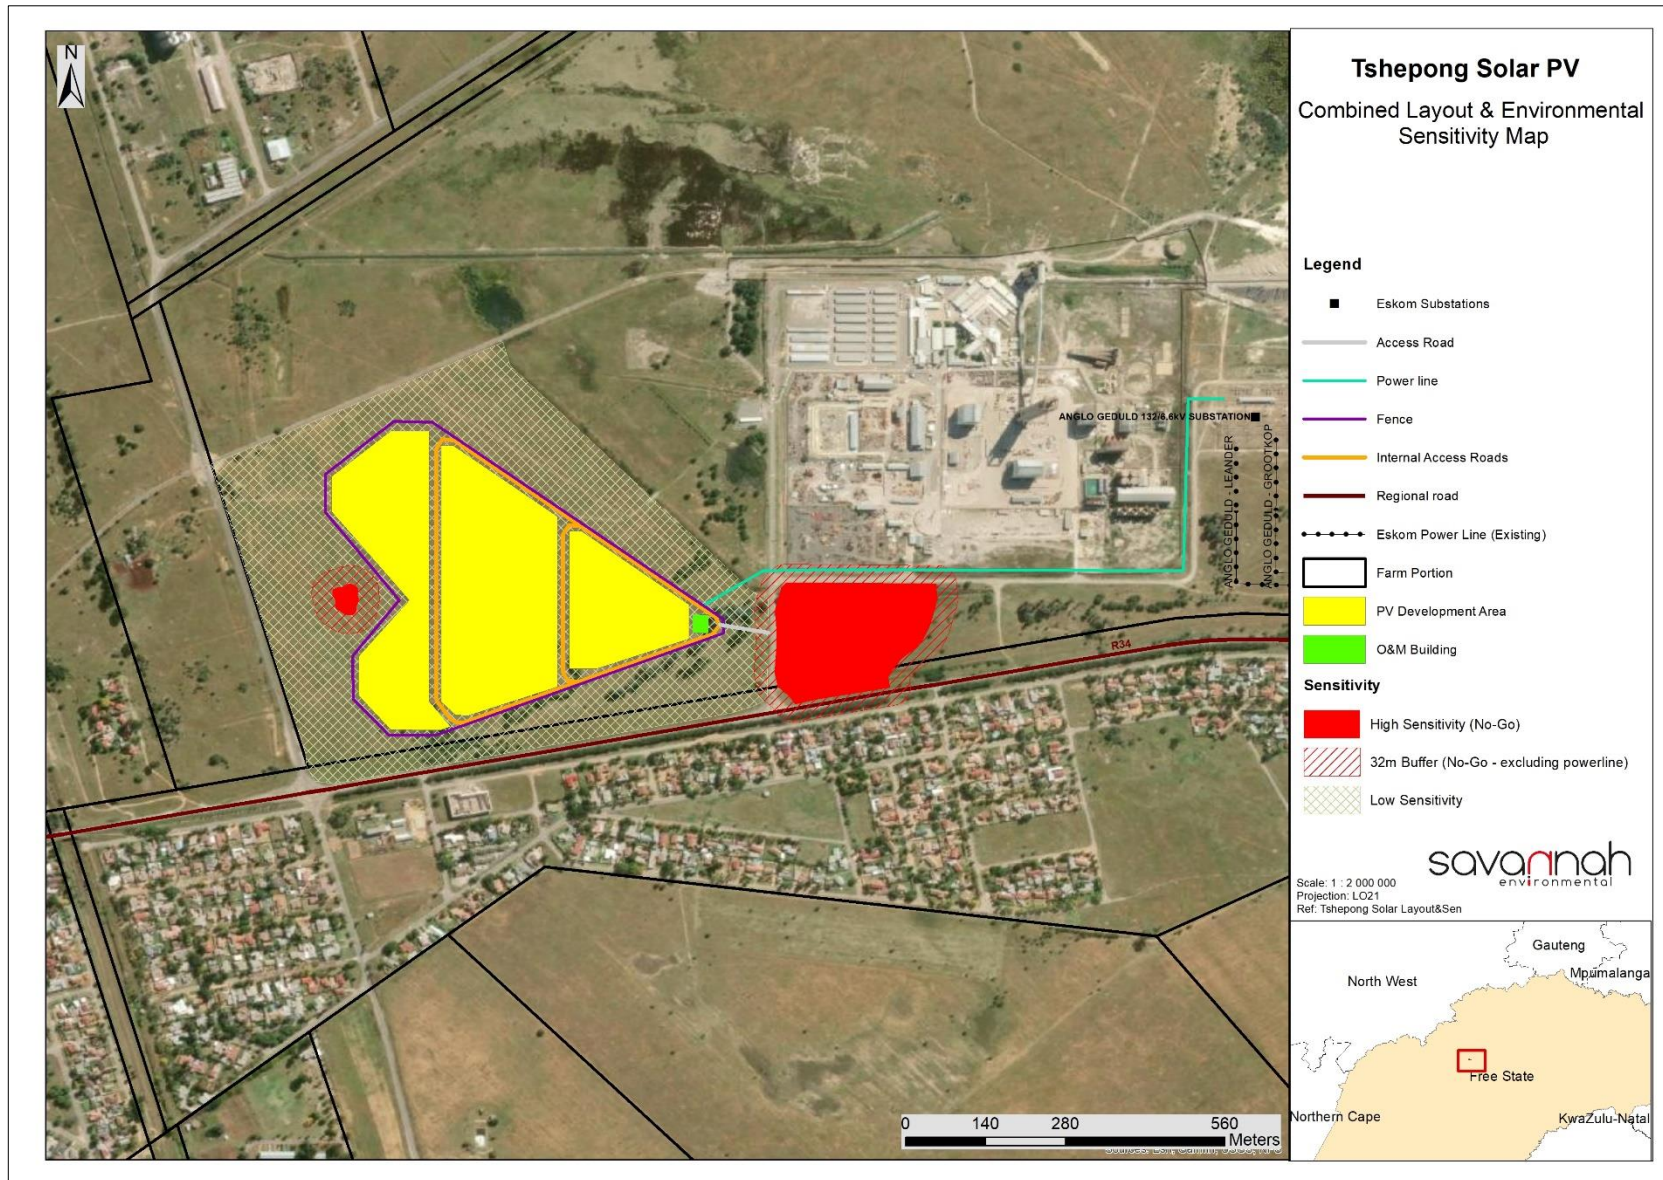 N
Tshepong Solar PV
Combined Layout & Environmental
Sensitivity Map
Legend
Eskom Substations
Access Road
Power line
Fence
Internal Access Roads
Regional road
Eskom Power Line (Existing)
Farm Portion
PV Development Area
O&M Building
Sensitivity
High Sensitivity (No-Go)
32m Buffer (No-Go - excluding powerline)
Low Sensitivity
savannah
environmental
Scale: 1 : 2 000 000
Projection: LO21
Ref: Tshepong Solar Layout&Sen
ANGLO GEDULD 132/6.6kV SUBSTATION
ANGLO GEDULD - LEANDER
ANGLO GEDULD - GROOTKOP
R34
0 140 280 560
Meters
Gauteng
North West
Mpumalanga
Free State
Northern Cape
KwaZulu-Natal